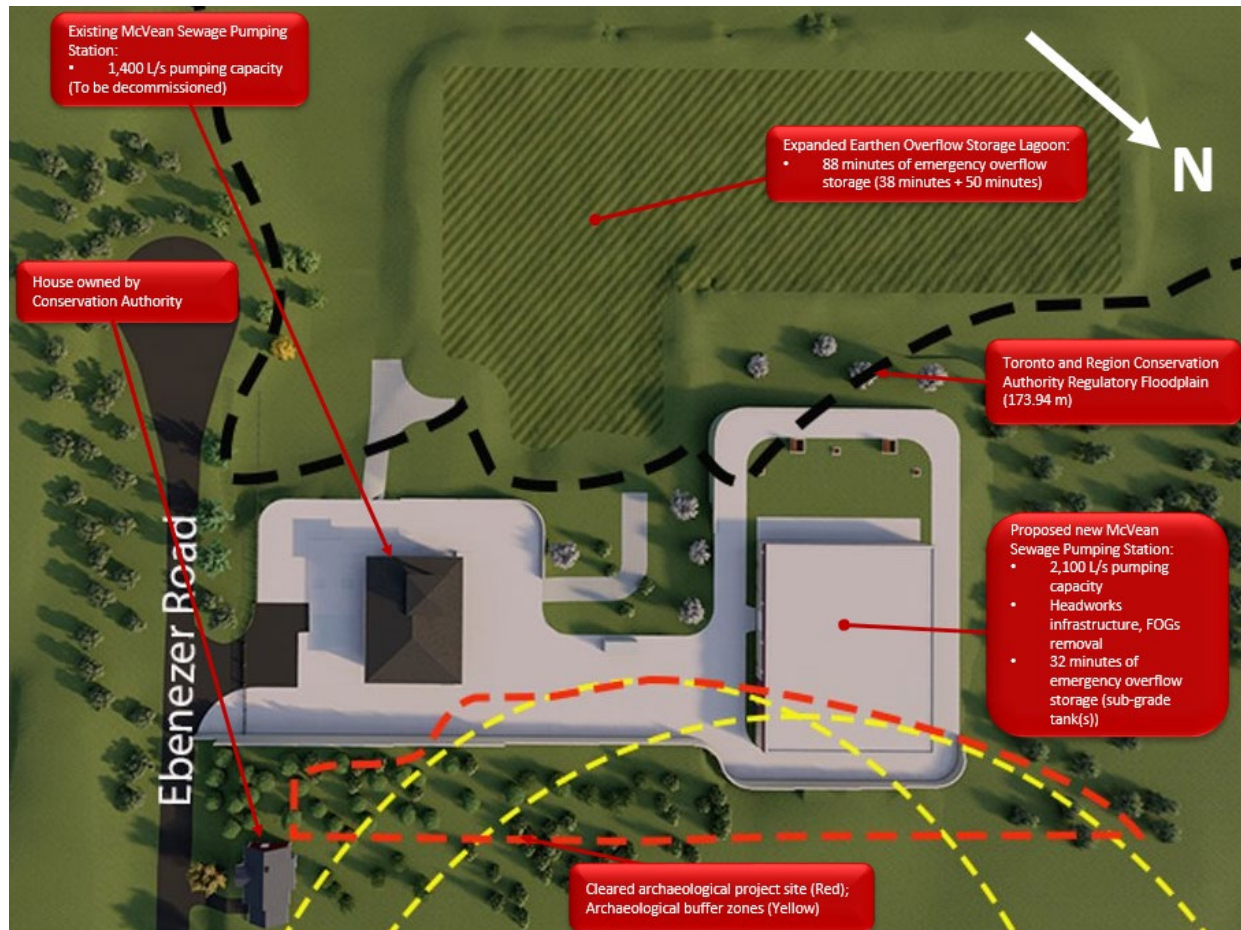 Existing McVean Sewage Pumping
Station:
• 1,400 L/s pumping capacity
(To be decommissioned)
N
Expanded Earthen Overflow Storage Lagoon:
• 88 minutes of emergency overflow
storage (38 minutes + 50 minutes)
House owned by
Conservation Authority
Toronto and Region Conservation
Authority Regulatory Floodplain
(173.94 m)
Ebenezer Road
Proposed new McVean
Sewage Pumping Station:
• 2,100 L/s pumping
capacity
• Headworks
infrastructure, FOGs
removal
• 32 minutes of
emergency overflow
storage (sub-grade
tank(s))
Cleared archaeological project site (Red);
Archaeological buffer zones (Yellow)